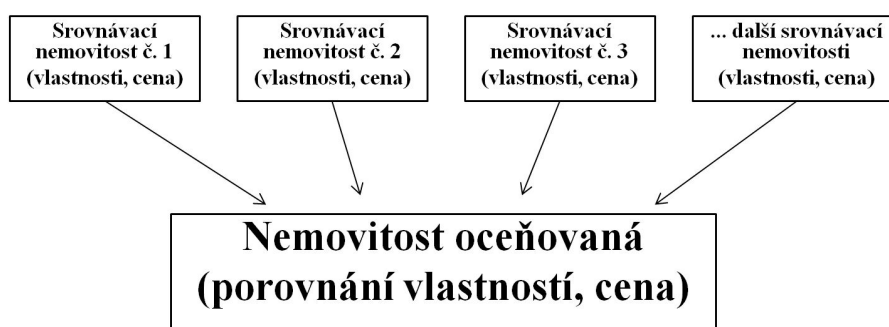 Srovnávací
nemovitost č. 1
(vlastnosti, cena)
Srovnávací
nemovitost č. 2
(vlastnosti, cena)
Srovnávací
nemovitost č. 3
(vlastnosti, cena)
... další srovnávací
nemovitosti
(vlastnosti, cena)
Nemovitost oceňovaná
(porovnání vlastností, cena)